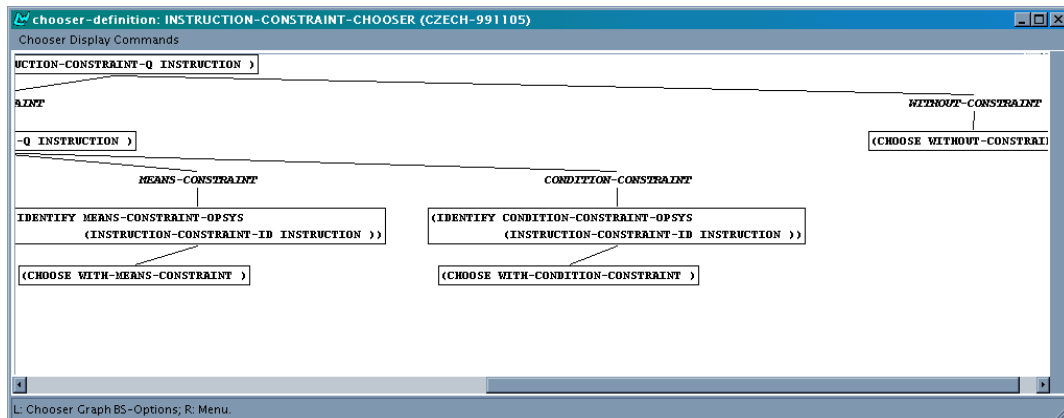 chooser-definition: INSTRUCTION-CONSTRAINT-CHOOSER (CZECH-991105)
Chooser Display Commands
UCTION-CONSTRAINT-Q INSTRUCTION )
AINT
WITHOUT-CONSTRAINT
-Q INSTRUCTION )
(CHOOSE WITHOUT-CONSTRAI
MEANS-CONSTRAINT
CONDITION-CONSTRAINT
IDENTIFY MEANS-CONSTRAINT-OPSYS
(INSTRUCTION-CONSTRAINT-ID INSTRUCTION ))
(IDENTIFY CONDITION-CONSTRAINT-OPSYS
(INSTRUCTION-CONSTRAINT-ID INSTRUCTION ))
(CHOOSE WITH-MEANS-CONSTRAINT )
(CHOOSE WITH-CONDITION-CONSTRAINT )
L: Chooser Graph BS-Options; R: Menu.